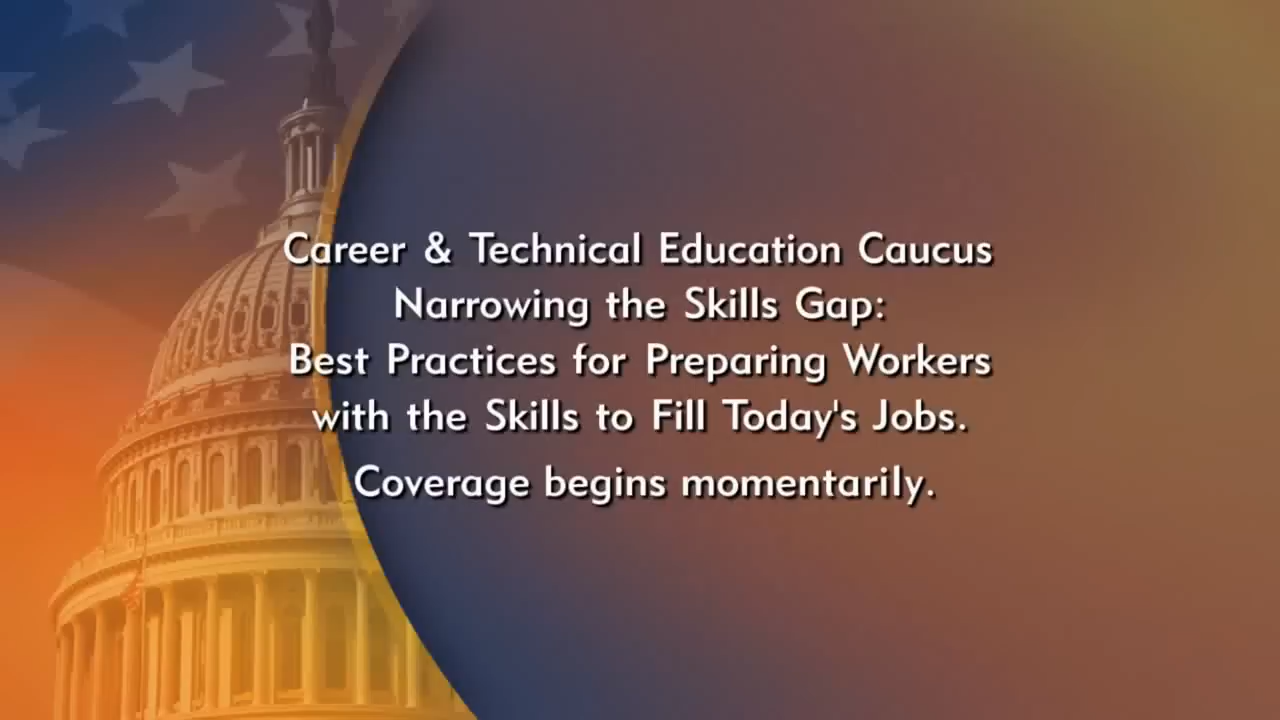 Career & Technical Education Caucus
Narrowing the Skills Gap:
Best Practices for Preparing Workers
with the Skills to Fill Today's Jobs.
Coverage begins momentarily.